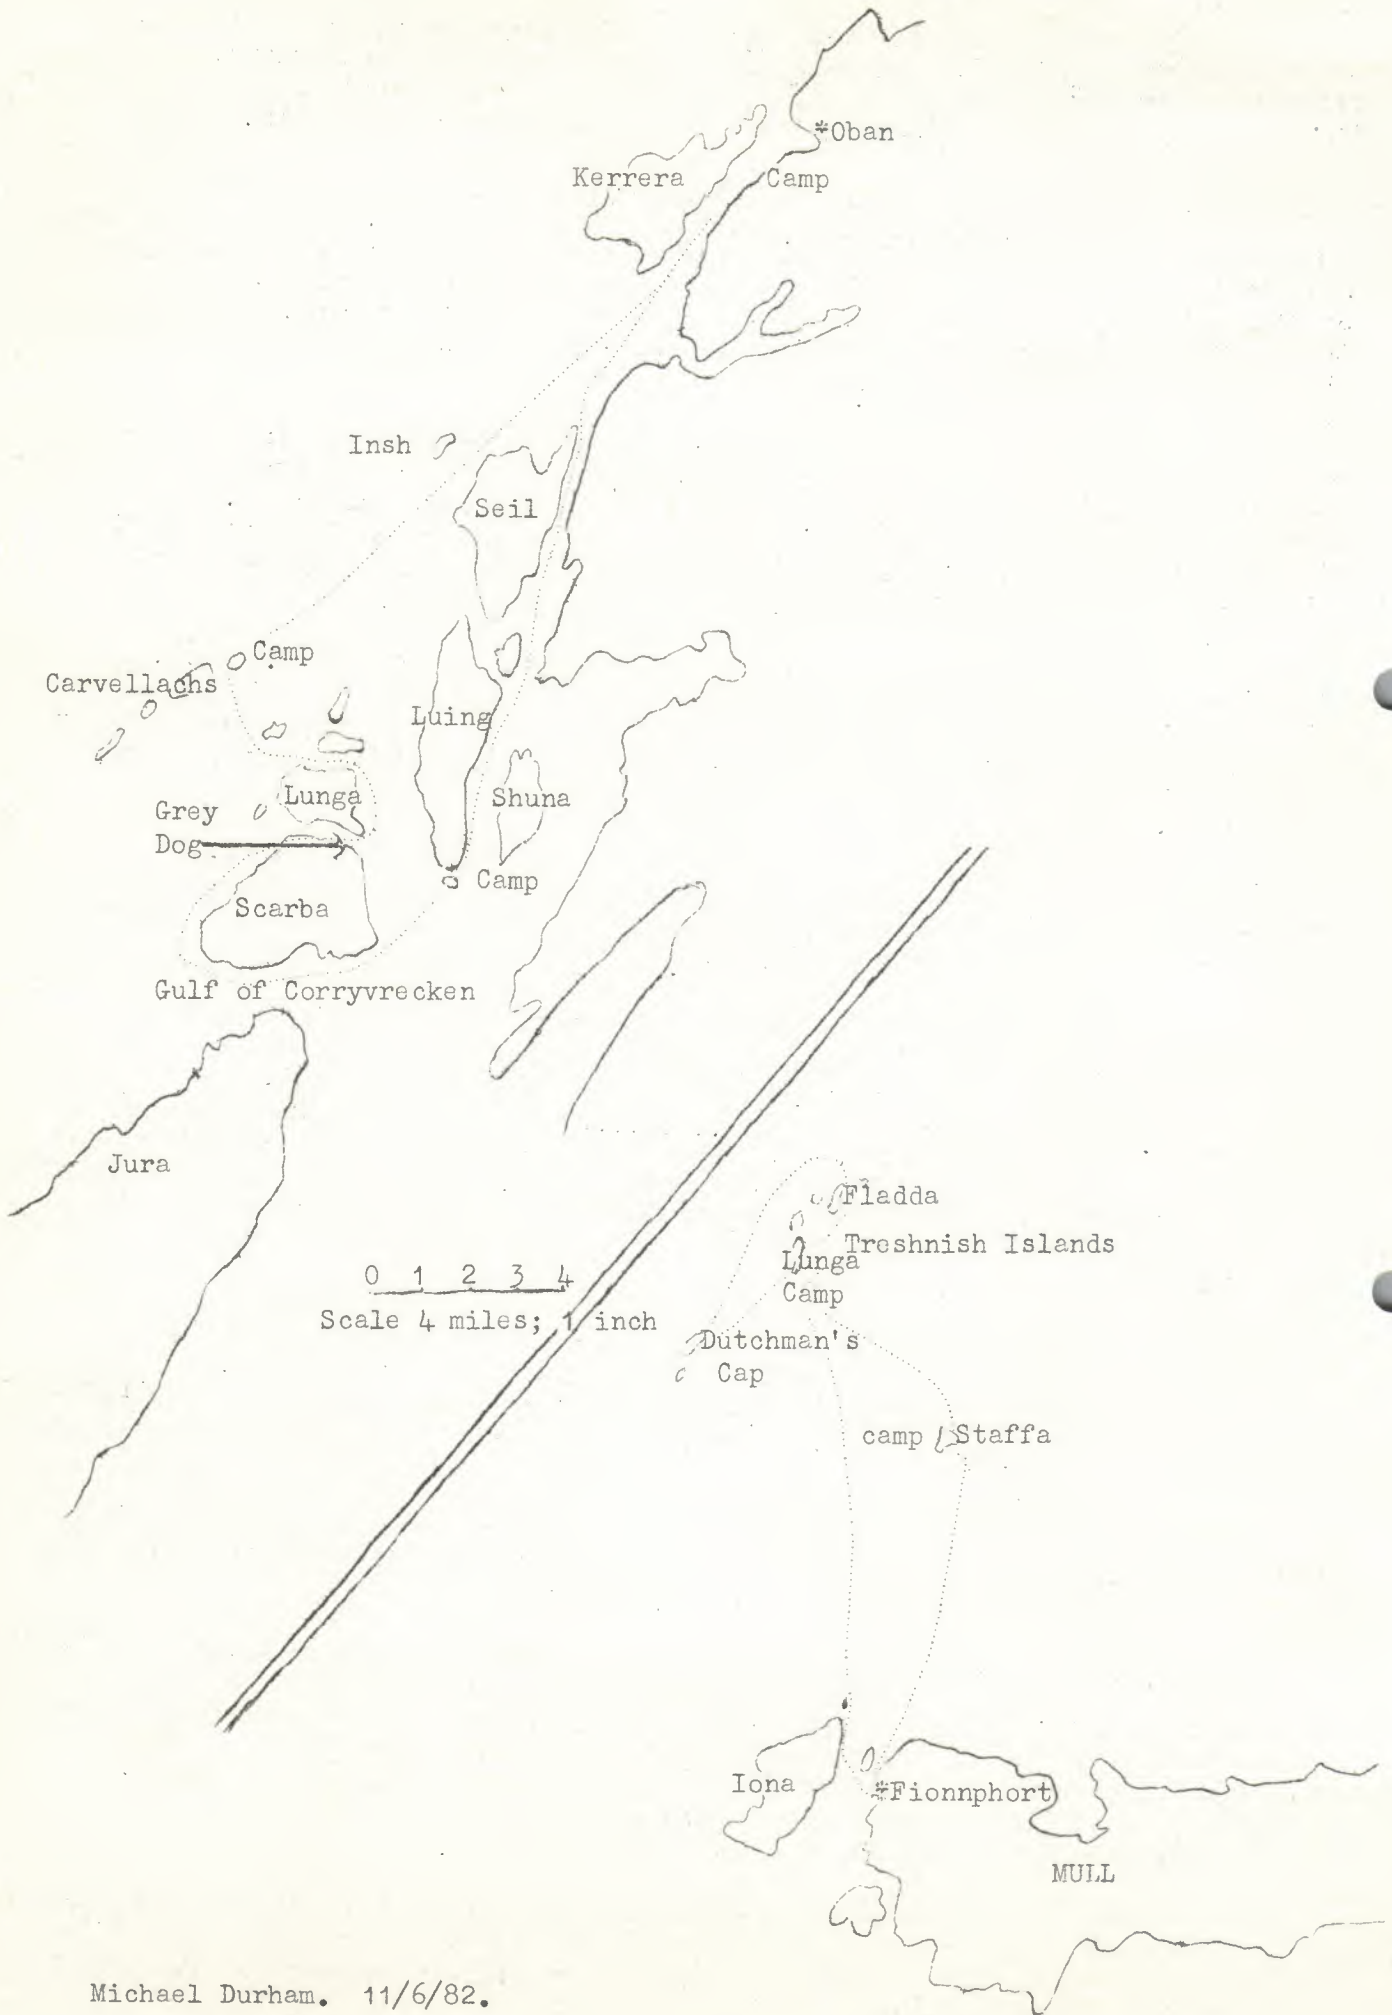 *Oban
Kerrera
Camp
Insh
Seil
Camp
Carvellachs
Luing
Lunga
Shuna
Grey
Dog
Camp
Scarba
Gulf of Corryvrecken
Jura
Fladda
Treshnish Islands
Lunga
Camp
0 1 2 3 4
Scale 4 miles; 1 inch
Dutchman's
Cap
camp Staffa
Iona
*Fionnphort
MULL
Michael Durham. 11/6/82.